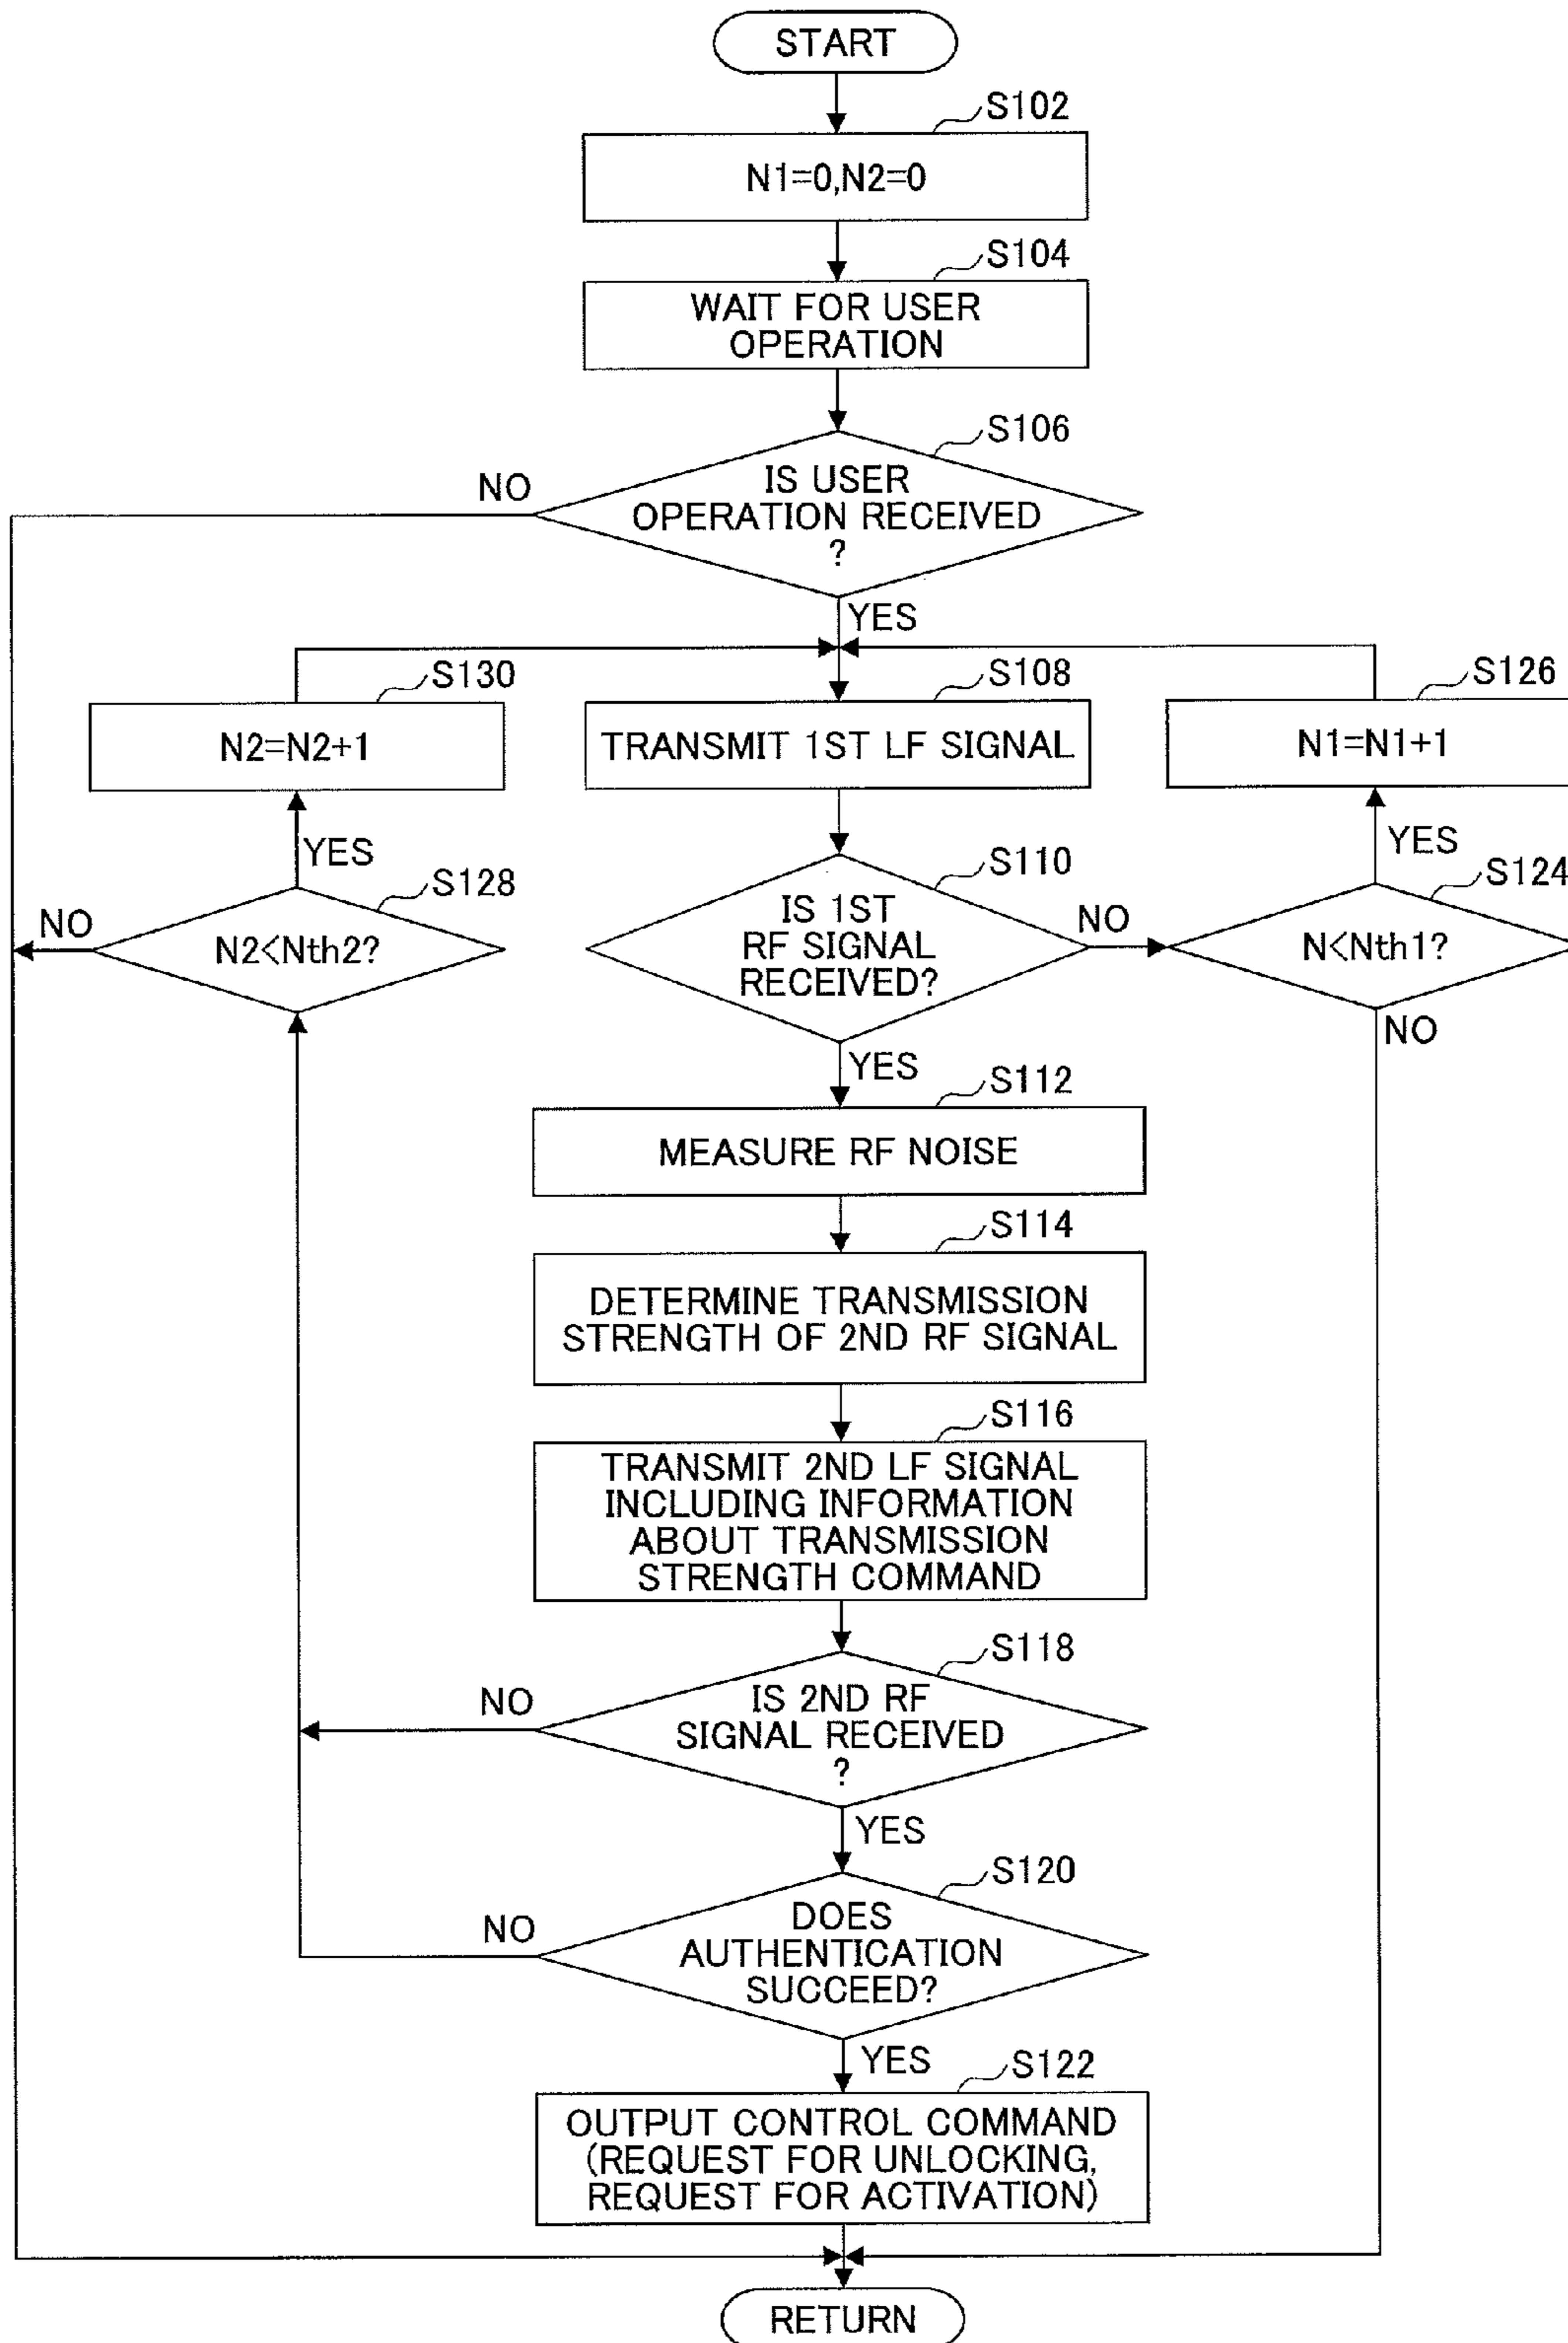 START
S102
N1=0,N2=0
S104
WAIT FOR USER
OPERATION
S106
IS USER
OPERATION RECEIVED
?
NO
YES
S130
N2=N2+1
S108
TRANSMIT 1ST LF SIGNAL
S126
N1=N1+1
YES
YES
S128
N2<Nth2?
NO
S110
IS 1ST
RF SIGNAL
RECEIVED?
NO
S124
N<Nth1?
NO
YES
S112
MEASURE RF NOISE
S114
DETERMINE TRANSMISSION
STRENGTH OF 2ND RF SIGNAL
S116
TRANSMIT 2ND LF SIGNAL
INCLUDING INFORMATION
ABOUT TRANSMISSION
STRENGTH COMMAND
S118
IS 2ND RF
SIGNAL RECEIVED
?
NO
YES
S120
DOES
AUTHENTICATION
SUCCEED?
NO
YES
S122
OUTPUT CONTROL COMMAND
(REQUEST FOR UNLOCKING,
REQUEST FOR ACTIVATION)
RETURN